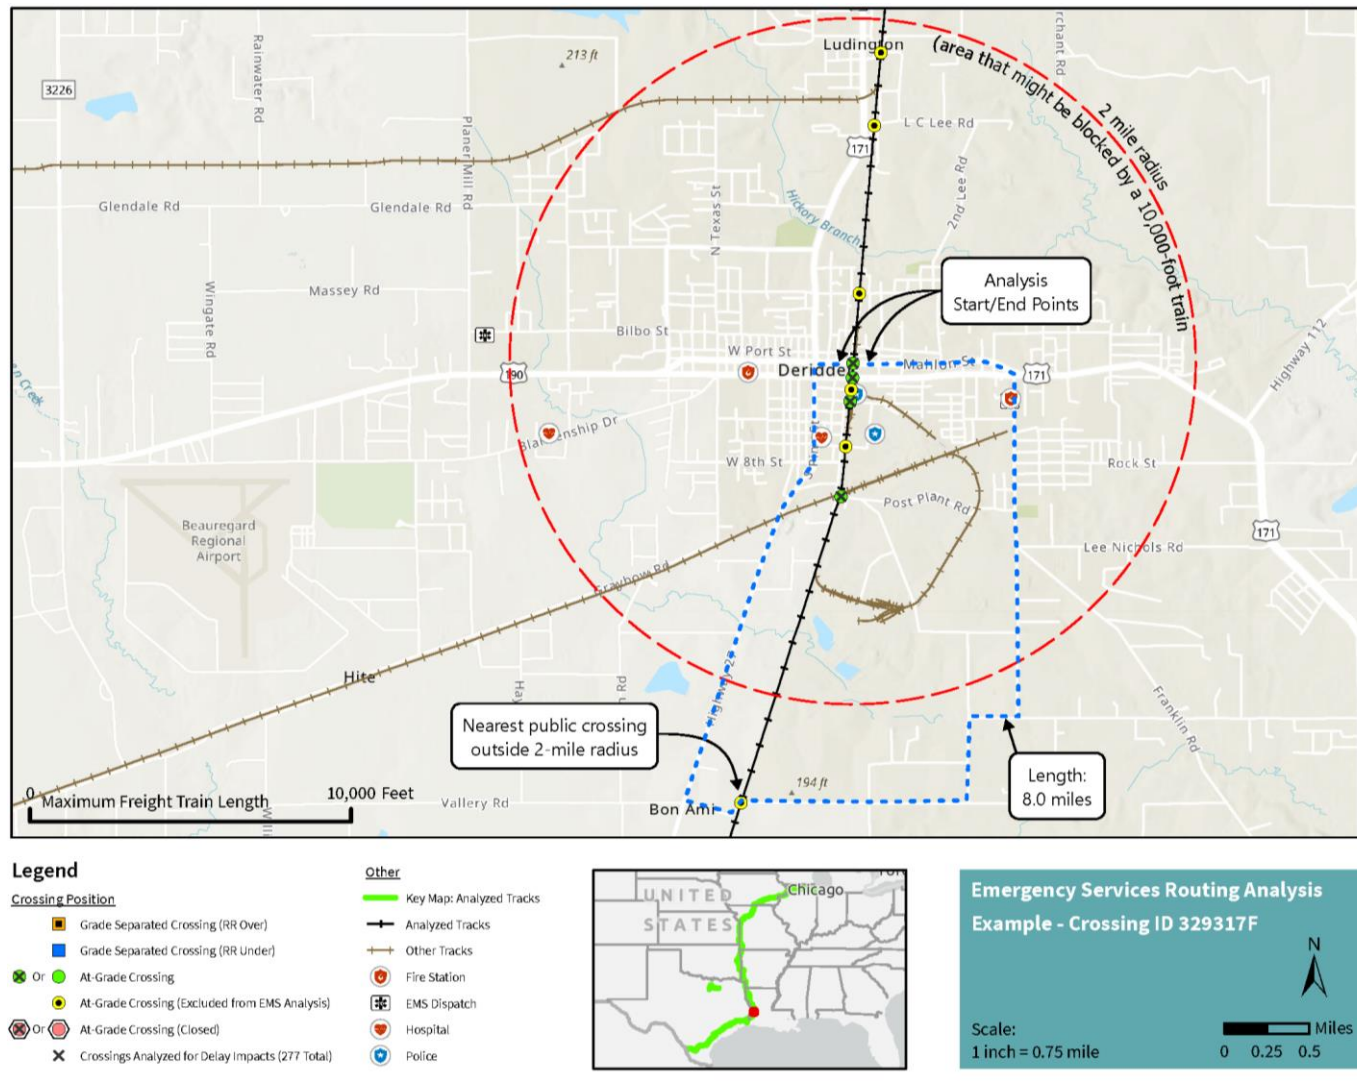 Ludington
(area that might be blocked by a 10,000-foot train
2 mile radius
213 ft
3226
Rainwater Rd
Planer Mill Rd
L C Lee Rd
171
2nd Lee Rd
Glendale Rd
Glendale Rd
N Texas St
Hickory Branch
Wingate Rd
Massey Rd
Analysis
Start/End Points
Bilbo St
W Port St
Mahlon St
Highway 112
190
Deridder
171
Blankenship Dr
W 8th St
Rock St
Post Plant Rd
Beauregard
Regional
Airport
171
Lee Nichols Rd
Graybow Rd
Hite
Highway 27
Franklin Rd
Nearest public crossing
outside 2-mile radius
194 ft
Length:
8.0 miles
0
10,000 Feet
Maximum Freight Train Length
Vallery Rd
Bon Ami
Legend
Crossing Position
Grade Separated Crossing (RR Over)
Grade Separated Crossing (RR Under)
Or
At-Grade Crossing
At-Grade Crossing (Excluded from EMS Analysis)
Or
At-Grade Crossing (Closed)
Crossings Analyzed for Delay Impacts (277 Total)
Other
Key Map: Analyzed Tracks
Analyzed Tracks
Other Tracks
Fire Station
EMS Dispatch
Hospital
Police
UNITED
STATES
Chicago
Emergency Services Routing Analysis
Example - Crossing ID 329317F
N
Scale:
1 inch = 0.75 mile
Miles
0 0.25 0.5